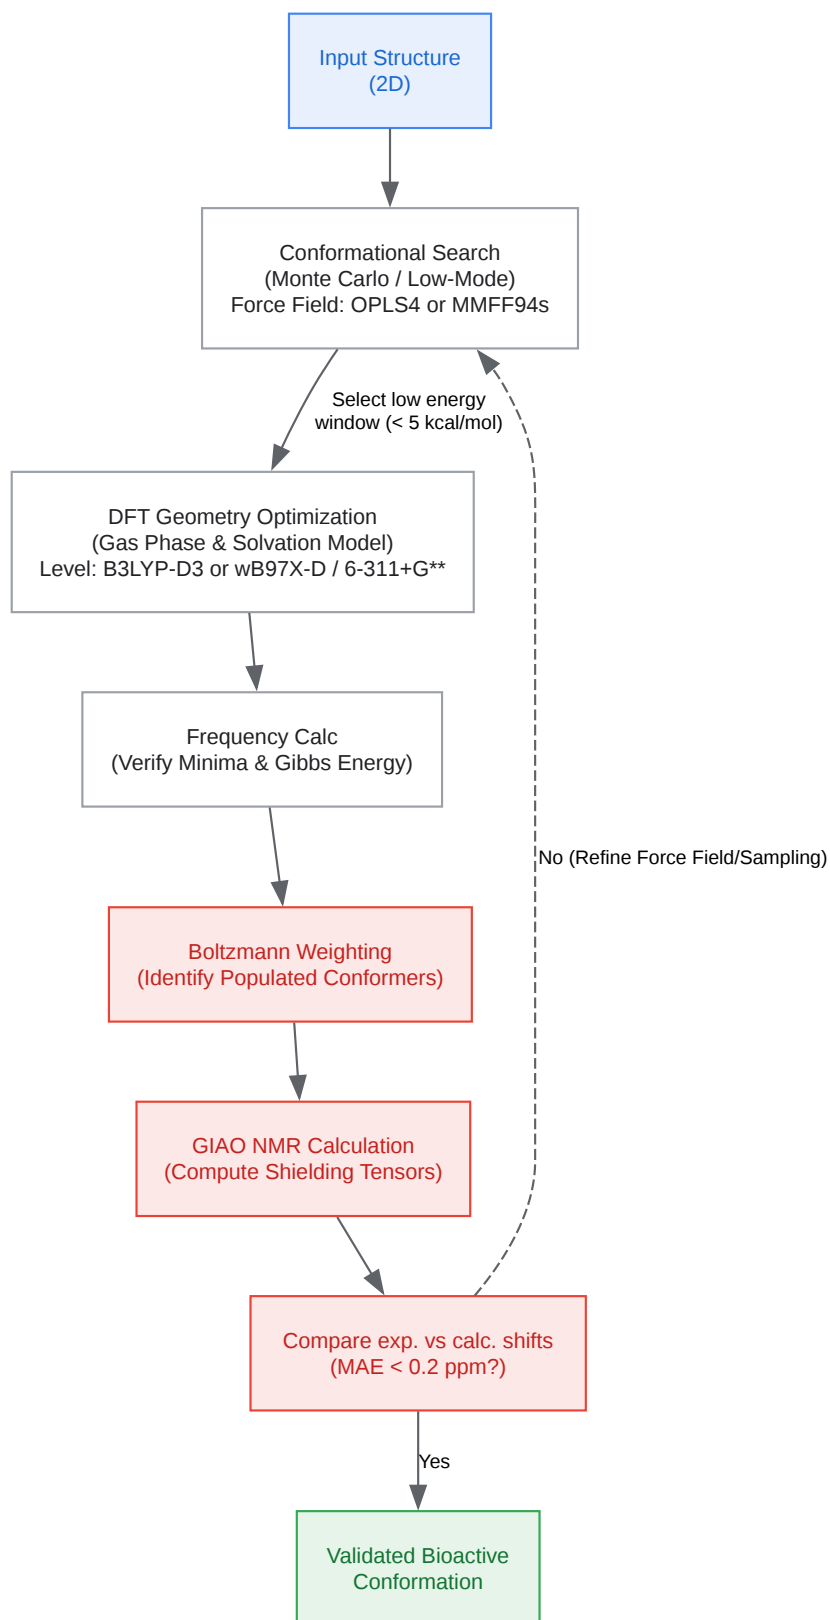 Input Structure
(2D)
Conformational Search
(Monte Carlo / Low-Mode)
Force Field: OPLS4 or MMFF94s
Select low energy
window (< 5 kcal/mol)
DFT Geometry Optimization
(Gas Phase & Solvation Model)
Level: B3LYP-D3 or wB97X-D / 6-311+G**
Frequency Calc
(Verify Minima & Gibbs Energy)
No (Refine Force Field/Sampling)
Boltzmann Weighting
(Identify Populated Conformers)
GIAO NMR Calculation
(Compute Shielding Tensors)
Compare exp. vs calc. shifts
(MAE < 0.2 ppm?)
Yes
Validated Bioactive
Conformation